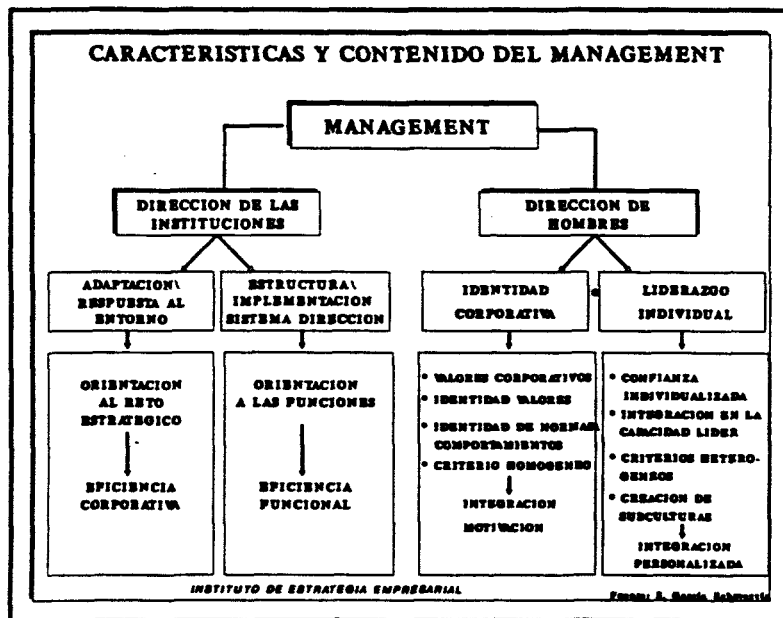 CARACTERISTICAS Y CONTENIDO DEL MANAGEMENT
MANAGEMENT
DIRECCION DE LAS
INSTITUCIONES
DIRECCION DE
HOMBRES
ADAPTACION\
RESPUESTA AL
ENTORNO
ESTRUCTURA\
IMPLEMENTACION
SISTEMA DIRECCION
IDENTIDAD
CORPORATIVA
LIDERAZGO
INDIVIDUAL
ORIENTACION
AL RETO
ESTRATEGICO
EFICIENCIA
CORPORATIVA
ORIENTACION
A LAS FUNCIONES
EFICIENCIA
FUNCIONAL
• VALORES CORPORATIVOS
• IDENTIDAD VALORES
• IDENTIDAD DE NORMAS
COMPORTAMIENTOS
• CRITERIO HOMOGENEO
INTEGRACION
MOTIVACION
• CONFIANZA
INDIVIDUALIZADA
• INTEGRACION EN LA
CAPACIDAD LIDER
• CRITERIOS HETERO-
GENEOS
• CREACION DE
SUBCULTURAS
INTEGRACION
PERSONALIZADA
INSTITUTO DE ESTRATEGIA EMPRESARIAL
Fuente: S. García Echevarría